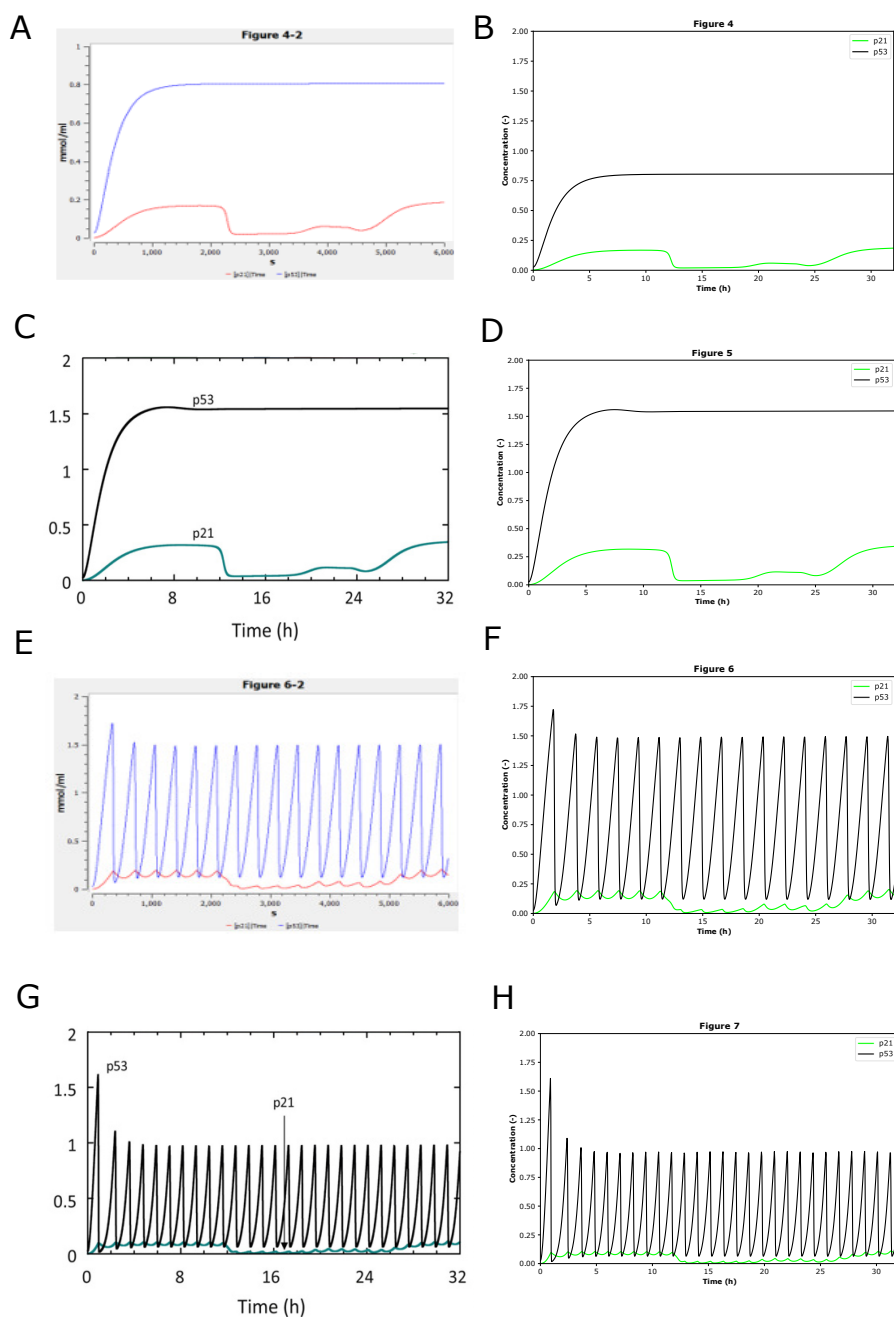 A
Figure 4-2
1
0.8
0.6
0.4
0.2
0
mmol/ml
0 1,000 2,000 3,000 4,000 5,000 6,000
s
[p21]|Time [p53]|Time
B
Figure 4
p21
p53
2.00
1.75
1.50
1.25
1.00
0.75
0.50
0.25
0.00
Concentration (-)
0 5 10 15 20 25 30
Time (h)
C
2
1.5
1
0.5
0
p53
p21
0 8 16 24 32
Time (h)
D
Figure 5
p21
p53
2.00
1.75
1.50
1.25
1.00
0.75
0.50
0.25
0.00
Concentration (-)
0 5 10 15 20 25 30
Time (h)
E
Figure 6-2
2
1.5
1
0.5
0
mmol/ml
0 1,000 2,000 3,000 4,000 5,000 6,000
s
[p21]|Time [p53]|Time
F
Figure 6
p21
p53
2.00
1.75
1.50
1.25
1.00
0.75
0.50
0.25
0.00
Concentration (-)
0 5 10 15 20 25 30
Time (h)
G
2
1.5
1
0.5
0
p53
p21
0 8 16 24 32
Time (h)
H
Figure 7
p21
p53
2.00
1.75
1.50
1.25
1.00
0.75
0.50
0.25
0.00
Concentration (-)
0 5 10 15 20 25 30
Time (h)